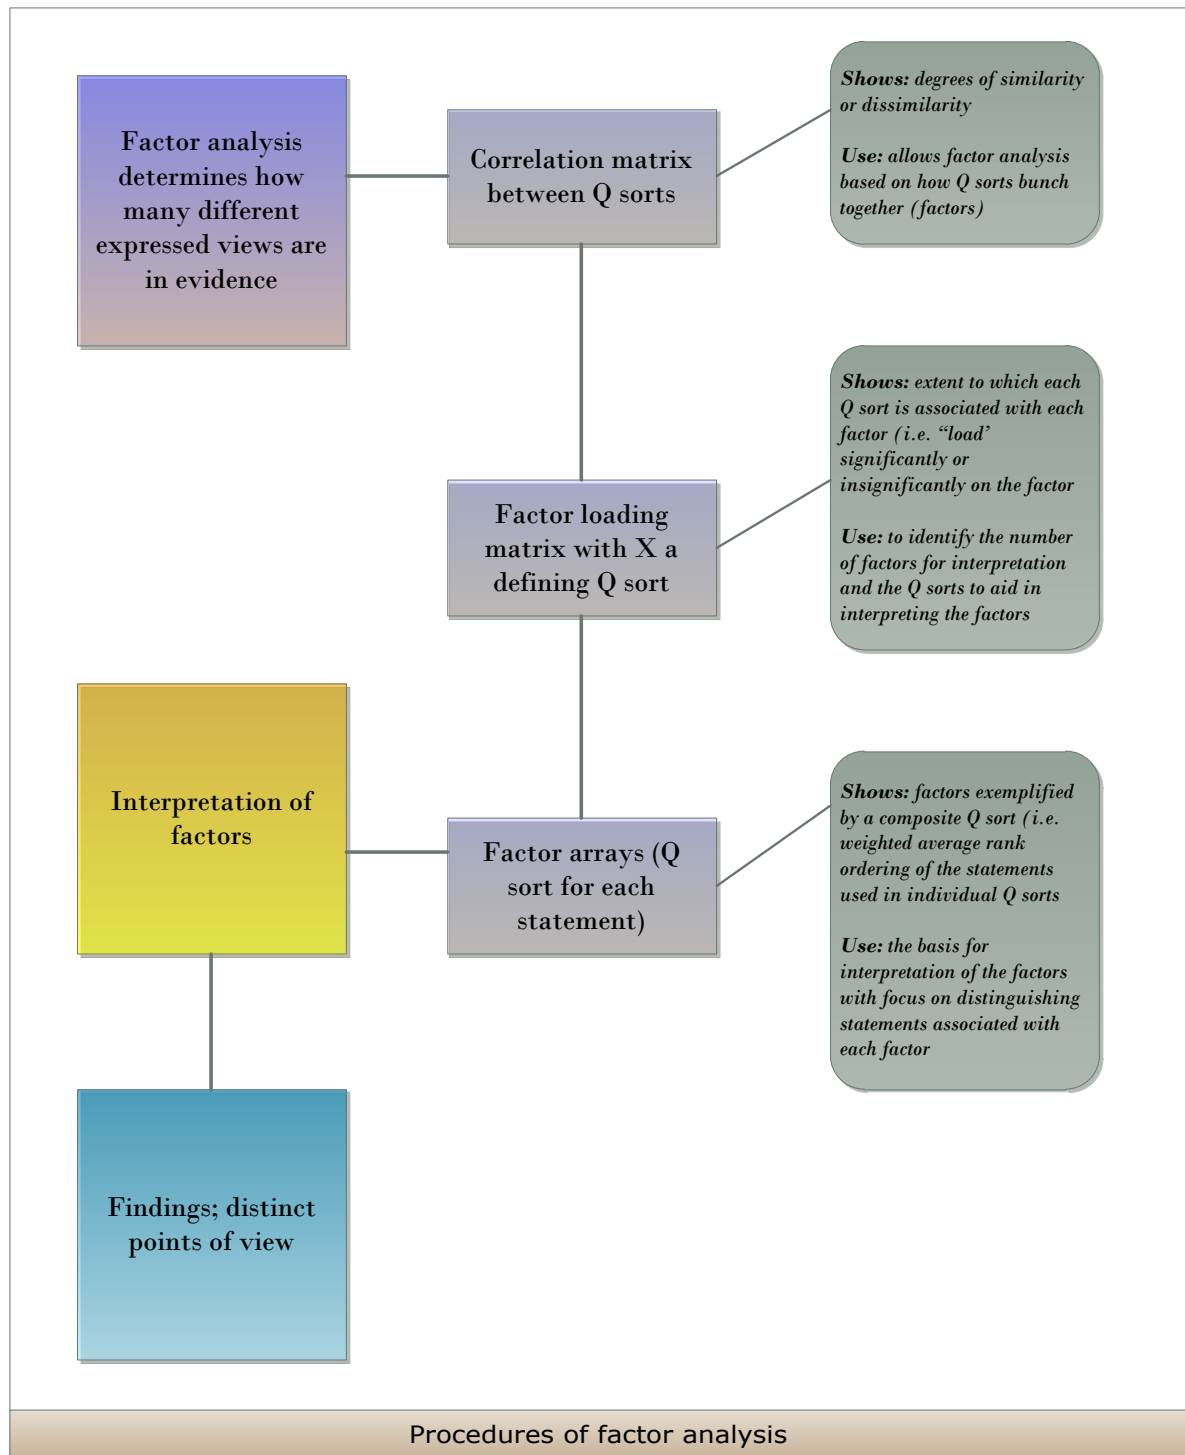 Factor analysis
determines how
many different
expressed views are
in evidence
Correlation matrix
between Q sorts
Shows: degrees of similarity
or dissimilarity
Use: allows factor analysis
based on how Q sorts bunch
together (factors)
Factor loading
matrix with X a
defining Q sort
Shows: extent to which each
Q sort is associated with each
factor (i.e. “load’
significantly or
insignificantly on the factor
Use: to identify the number
of factors for interpretation
and the Q sorts to aid in
interpreting the factors
Interpretation of
factors
Factor arrays (Q
sort for each
statement)
Shows: factors exemplified
by a composite Q sort (i.e.
weighted average rank
ordering of the statements
used in individual Q sorts
Use: the basis for
interpretation of the factors
with focus on distinguishing
statements associated with
each factor
Findings; distinct
points of view
Procedures of factor analysis